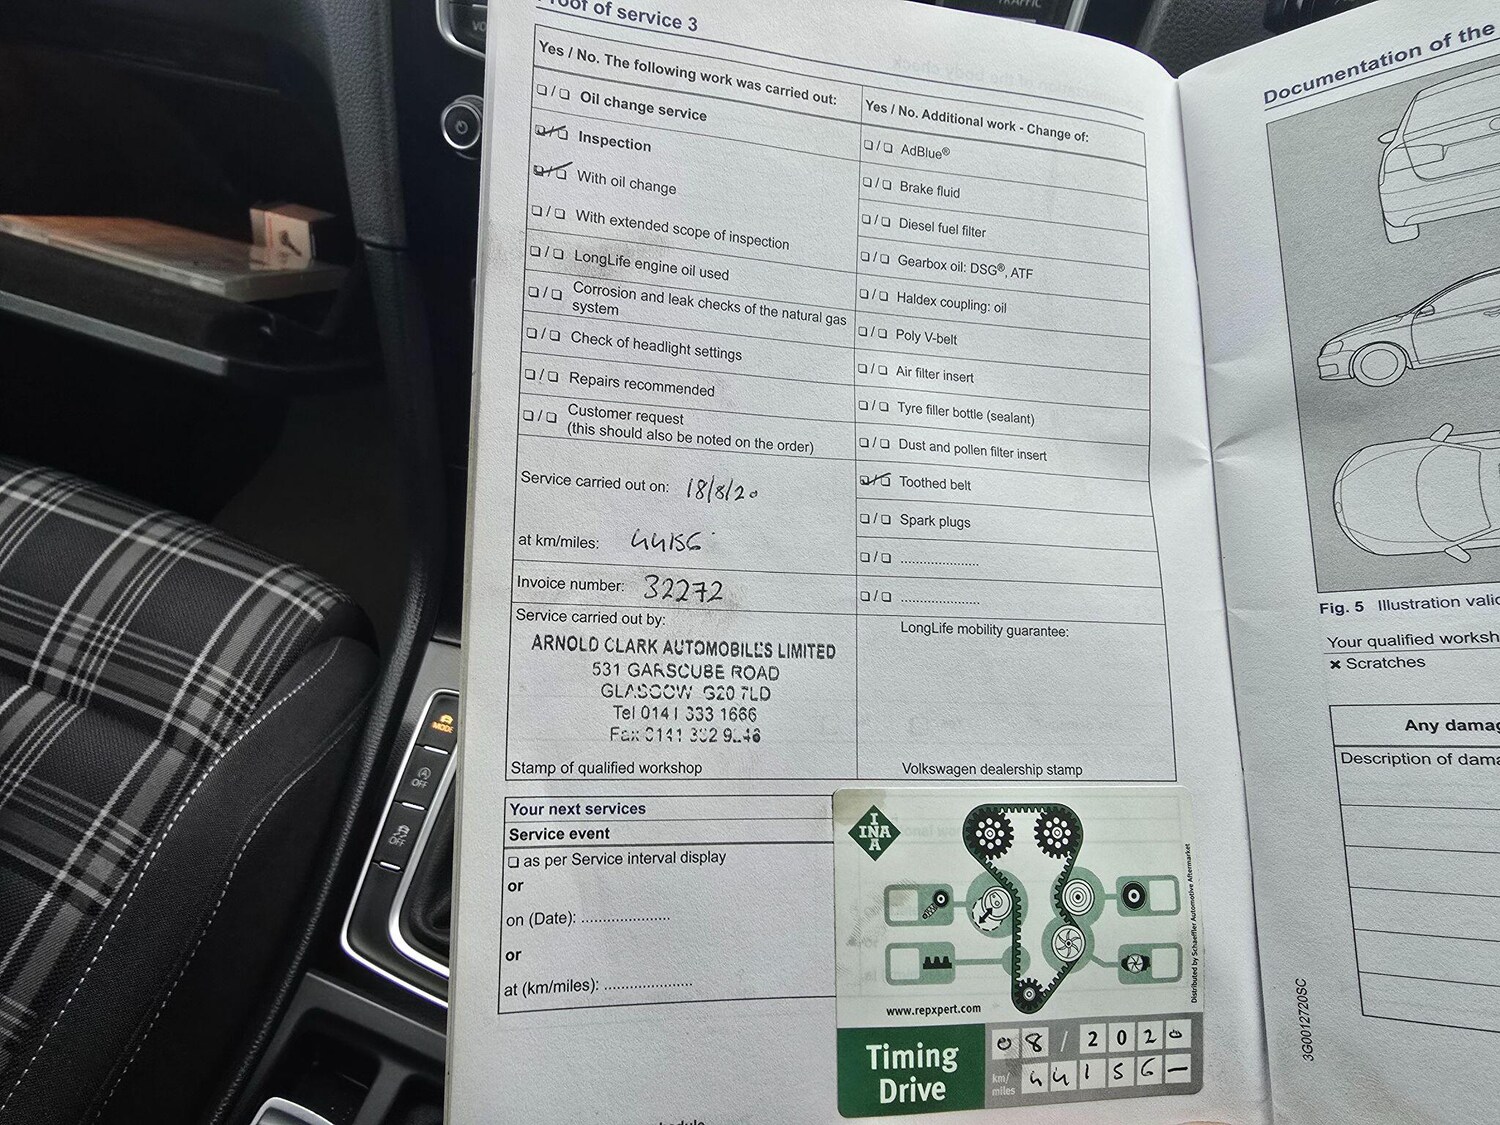 Proof of service 3
Yes / No. The following work was carried out:
❏ / ❏ Oil change service
❏ / ❏ Inspection
❏ / ❏ With oil change
❏ / ❏ With extended scope of inspection
❏ / ❏ LongLife engine oil used
❏ / ❏ Corrosion and leak checks of the natural gas
system
❏ / ❏ Check of headlight settings
❏ / ❏ Repairs recommended
❏ / ❏ Customer request
(this should also be noted on the order)
Service carried out on: 18/8/20
at km/miles: 44156
Invoice number: 32272
Service carried out by:
ARNOLD CLARK AUTOMOBILES LIMITED
531 GARSCUBE ROAD
GLASGOW G20 7LD
Tel 0141 333 1666
Fax 0141 332
Stamp of qualified workshop
Yes / No. Additional work - Change of:
❏ / ❏ AdBlue®
❏ / ❏ Brake fluid
❏ / ❏ Diesel fuel filter
❏ / ❏ Gearbox oil: DSG®, ATF
❏ / ❏ Haldex coupling: oil
❏ / ❏ Poly V-belt
❏ / ❏ Air filter insert
❏ / ❏ Tyre filler bottle (sealant)
❏ / ❏ Dust and pollen filter insert
❏ / ❏ Toothed belt
❏ / ❏ Spark plugs
❏ / ❏ ......................
❏ / ❏ ......................
LongLife mobility guarantee:
Volkswagen dealership stamp
Your next services
Service event
❏ as per Service interval display
or
on (Date): ......................
or
at (km/miles): ......................
INA
INA
www.repxpert.com
Distributed by Schaeffler Automotive Aftermarket
Timing
Drive
08 / 2020
km/
miles
44156-
Documentation of the
Fig. 5 Illustration
Your qualified
✖ Scratches
Any
Description of
3G0012720SC
MODE
OFF
OFF